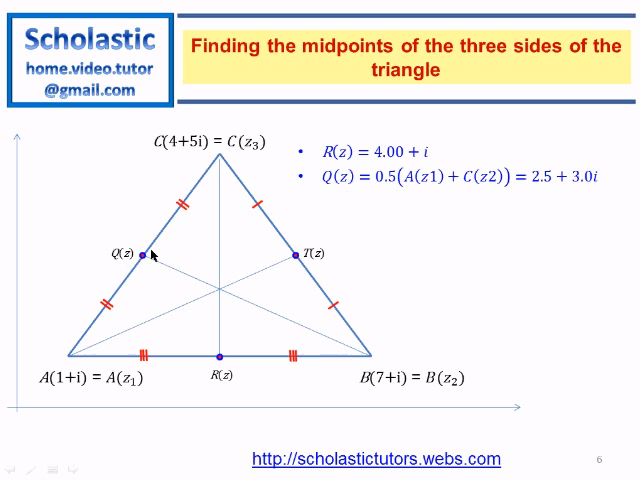 Scholastic
home.video.tutor
@gmail.com
Finding the midpoints of the three sides of the
triangle
C(4+5i) = C(z₃)
• R(z) = 4.00 + i
• Q(z) = 0.5(A(z1) + C(z2)) = 2.5 + 3.0i
Q(z)
T(z)
A(1+i) = A(z₁)
R(z)
B(7+i) = B(z₂)
http://scholastictutors.webs.com
6